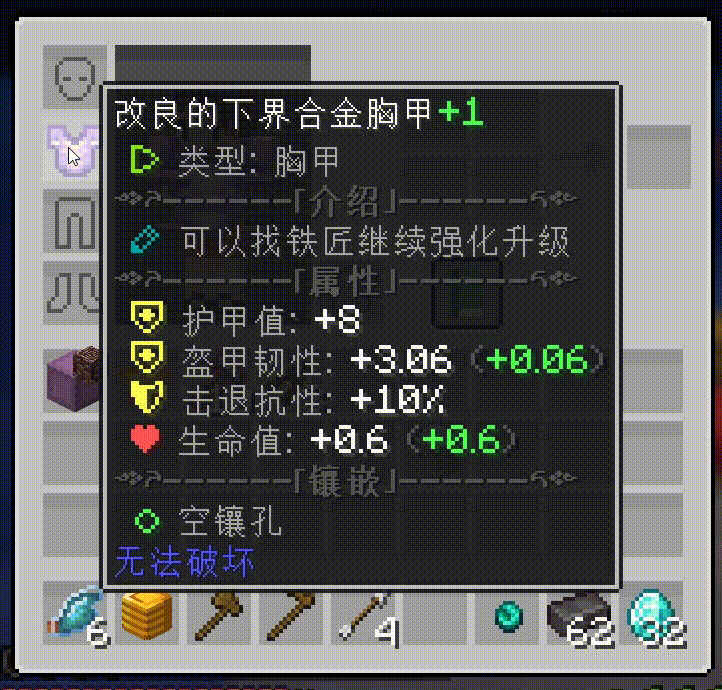 改良的下界合金胸甲+1
类型: 胸甲
------「介绍」------
可以找铁匠继续强化升级
------「属性」------
护甲值: +8
盔甲韧性: +3.06 (+0.06)
击退抗性: +10%
生命值: +0.6 (+0.6)
------「镶嵌」------
空镶孔
无法破坏
6 4 62 32